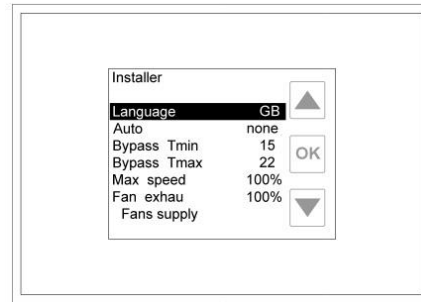 Installer
Language GB
Auto none
Bypass Tmin 15
Bypass Tmax 22
Max speed 100%
Fan exhau 100%
Fans supply
OK